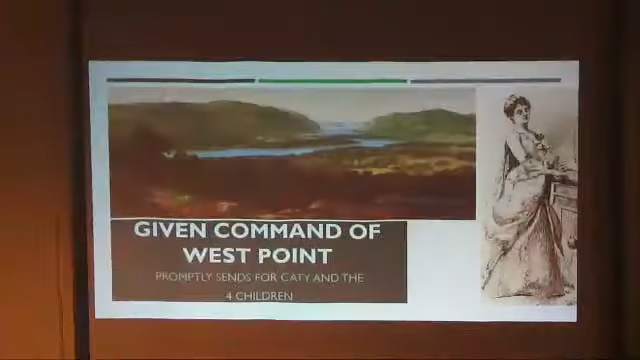 GIVEN COMMAND OF
WEST POINT
PROMPTLY SENDS FOR CATY AND THE
4 CHILDREN